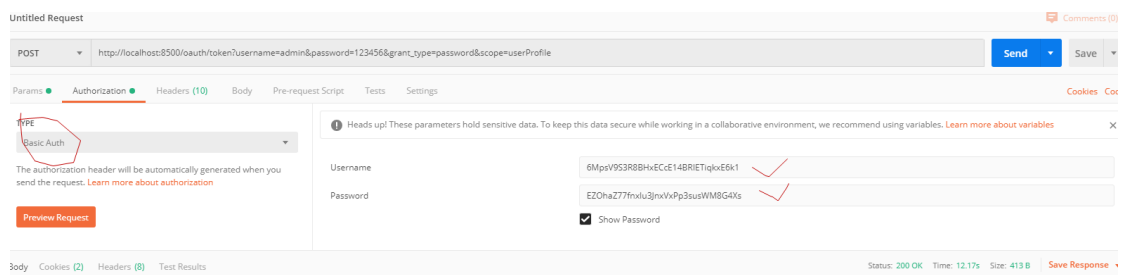 Untitled Request
Comments (0)
POST http://localhost:8500/oauth/token?username=admin&password=123456&grant_type=password&scope=userProfile Send Save
Params Authorization Headers (10) Body Pre-request Script Tests Settings Cookies Coo
TYPE
Basic Auth
The authorization header will be automatically generated when you
send the request. Learn more about authorization
Preview Request
Heads up! These parameters hold sensitive data. To keep this data secure while working in a collaborative environment, we recommend using variables. Learn more about variables
Username 6MpsV9S3R8BHxECcE14BRIETiqkxE6k1
Password EZOhaZ77fnxlu3JnxVxPp3susWM8G4Xs
Show Password
Body Cookies (2) Headers (8) Test Results Status: 200 OK Time: 12.17s Size: 413 B Save Response